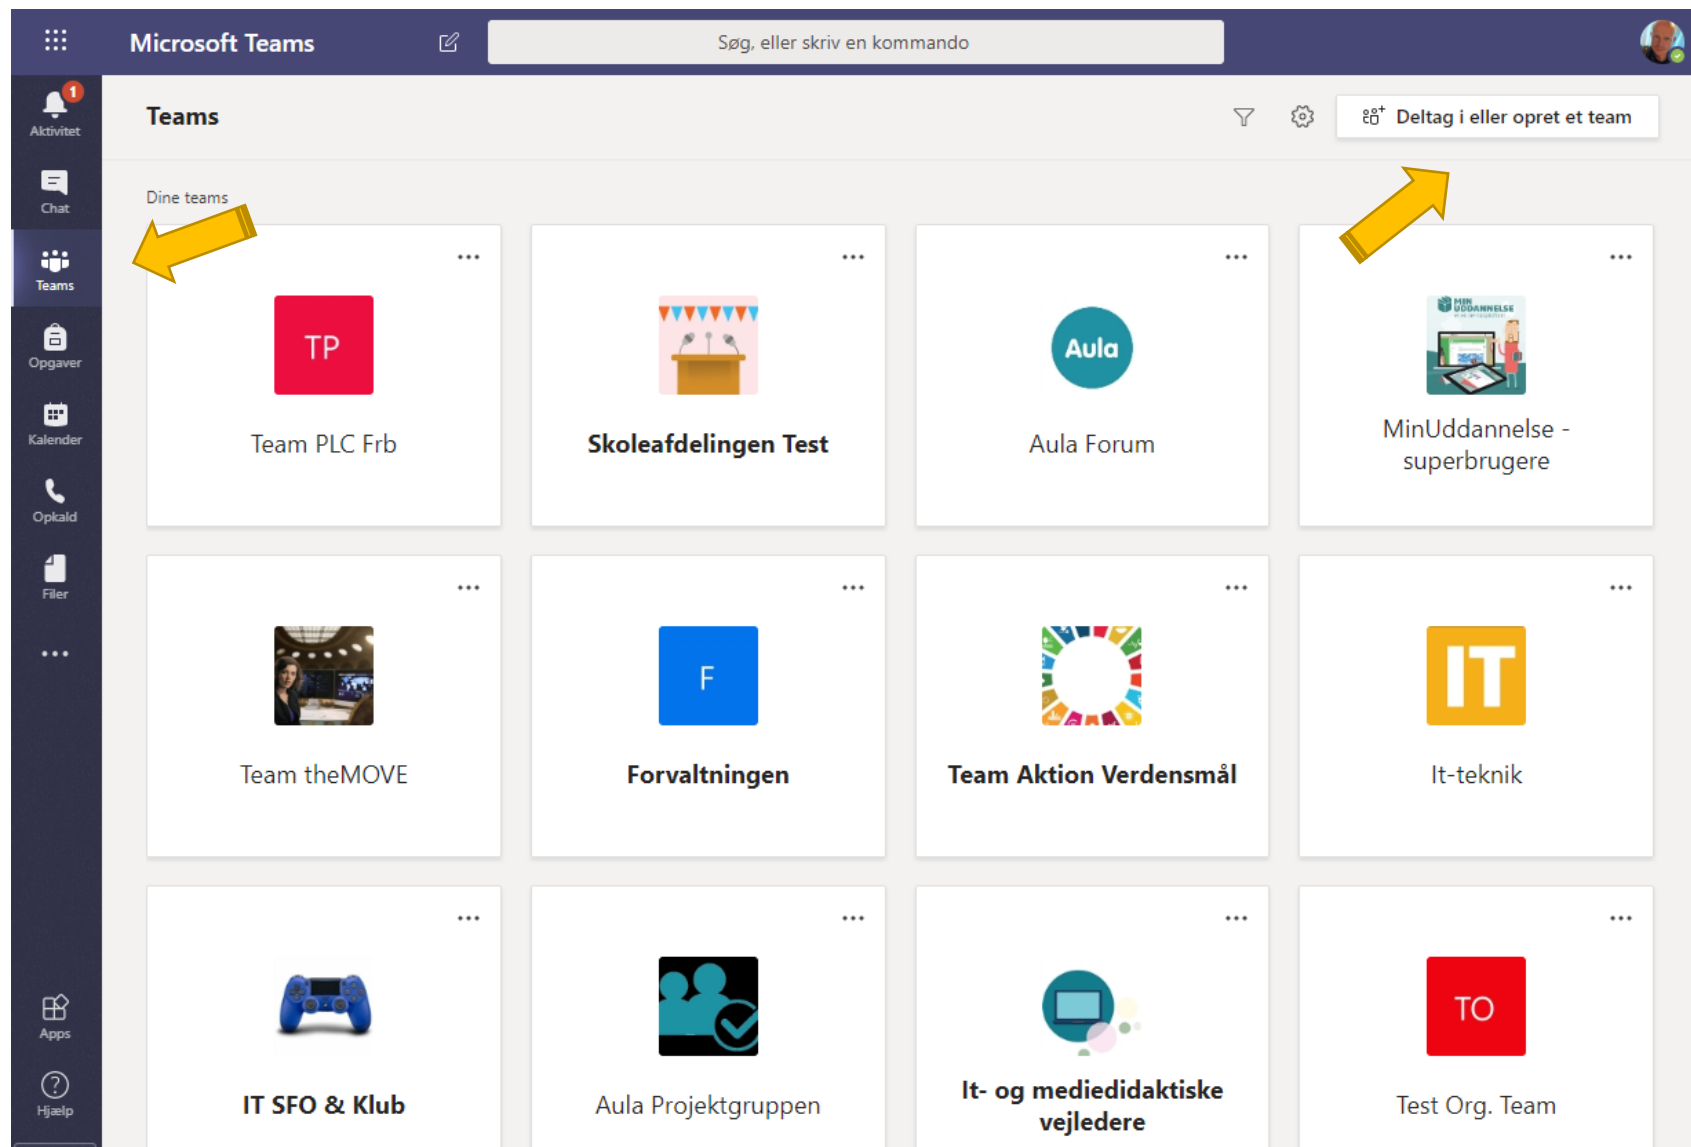 Microsoft Teams
Søg, eller skriv en kommando
1
Aktivitet
Chat
Teams
Opgaver
Kalender
Opkald
Filer
Apps
Hjælp
Teams
Deltag i eller opret et team
Dine teams
TP
Team PLC Frb
Skoleafdelingen Test
Aula
Aula Forum
MIN
UDDANNELSE
MinUddannelse -
superbrugere
Team theMOVE
F
Forvaltningen
Team Aktion Verdensmål
IT
It-teknik
IT SFO & Klub
Aula Projektgruppen
It- og mediedidaktiske
vejledere
TO
Test Org. Team